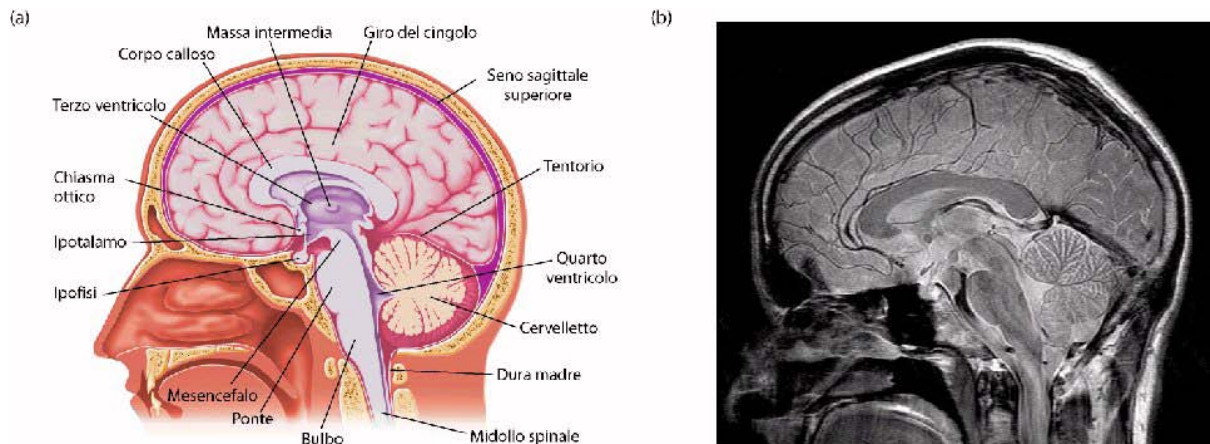 (a)
Massa intermedia
Giro del cingolo
Corpo calloso
Seno sagittale
superiore
Terzo ventricolo
Tentorio
Chiasma
ottico
Ipotalamo
Quarto
ventricolo
Ipofisi
Cervelletto
Dura madre
Mesencefalo
Ponte
Bulbo
Midollo spinale
(b)